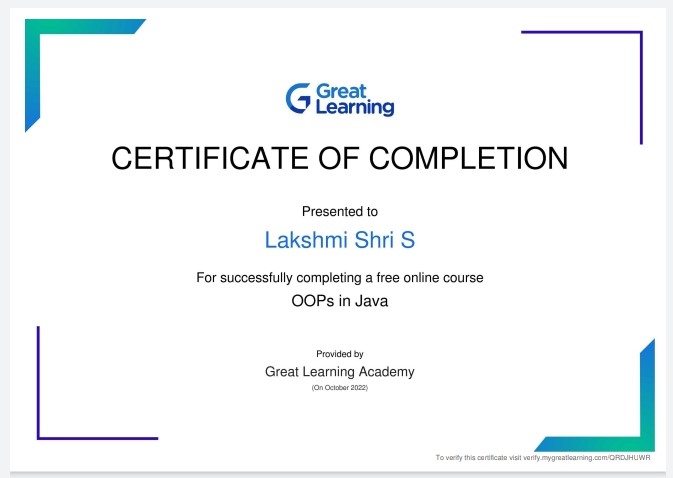 Great
Learning
CERTIFICATE OF COMPLETION
Presented to
Lakshmi Shri S
For successfully completing a free online course
OOPs in Java
Provided by
Great Learning Academy
(On October 2022)
To verify this certificate visit verify.mygreatlearning.com/QRDJHUWR